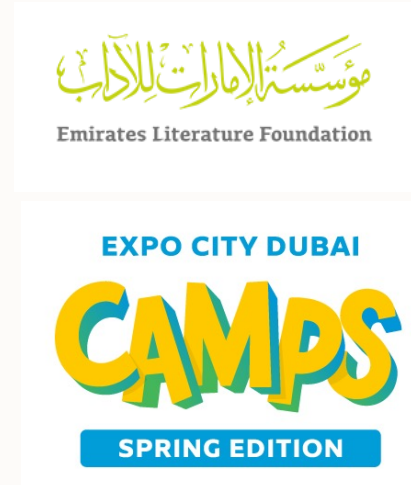 مؤسسة الإمارات للآداب
Emirates Literature Foundation
EXPO CITY DUBAI
CAMPS
SPRING EDITION